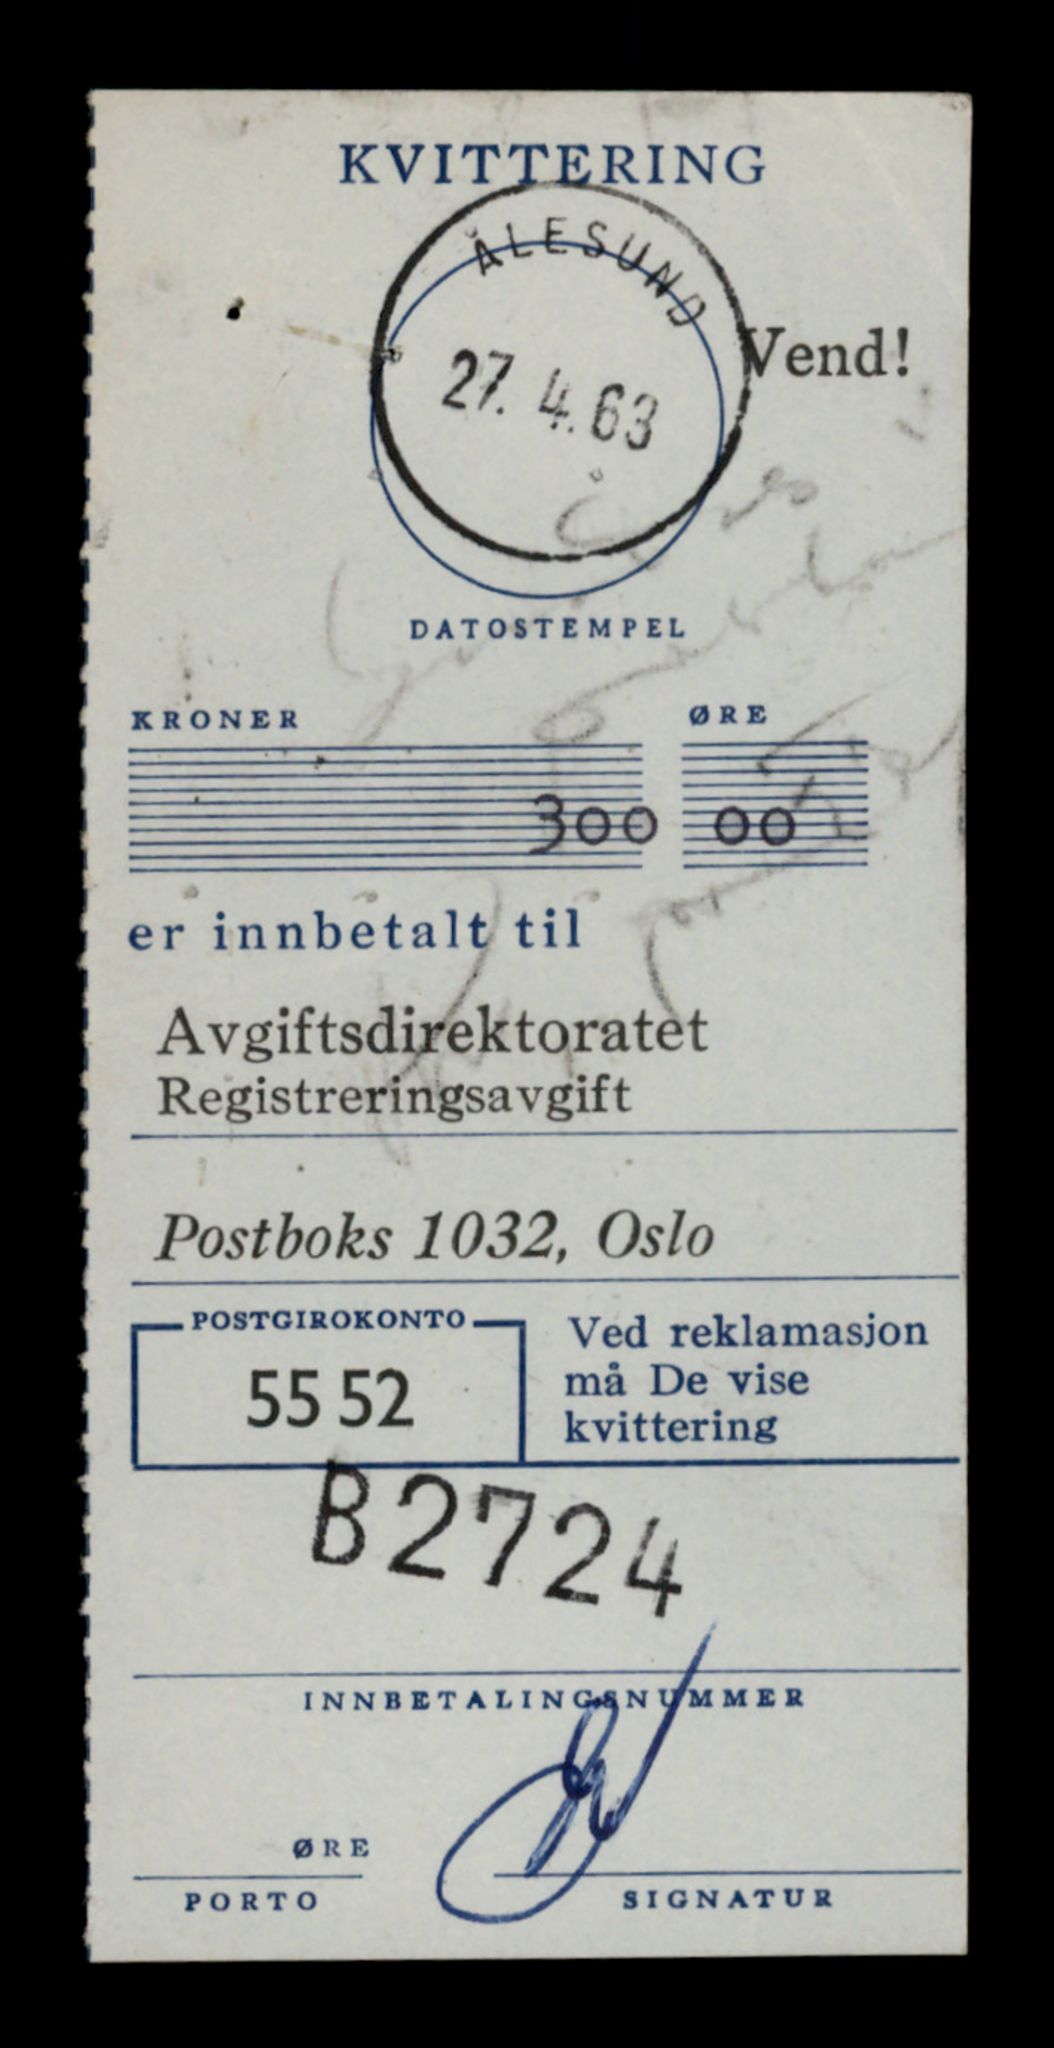 KVITTERING
ÅLESUND
27. 4. 63
Vend!
DATOSTEMPEL
KRONER ØRE
300 00
er innbetalt til
Avgiftsdirektoratet
Registreringsavgift
Postboks 1032, Oslo
POSTGIROKONTO
55 52
Ved reklamasjon
må De vise
kvittering
B2724
INNBETALINGSNUMMER
ØRE
PORTO
SIGNATUR